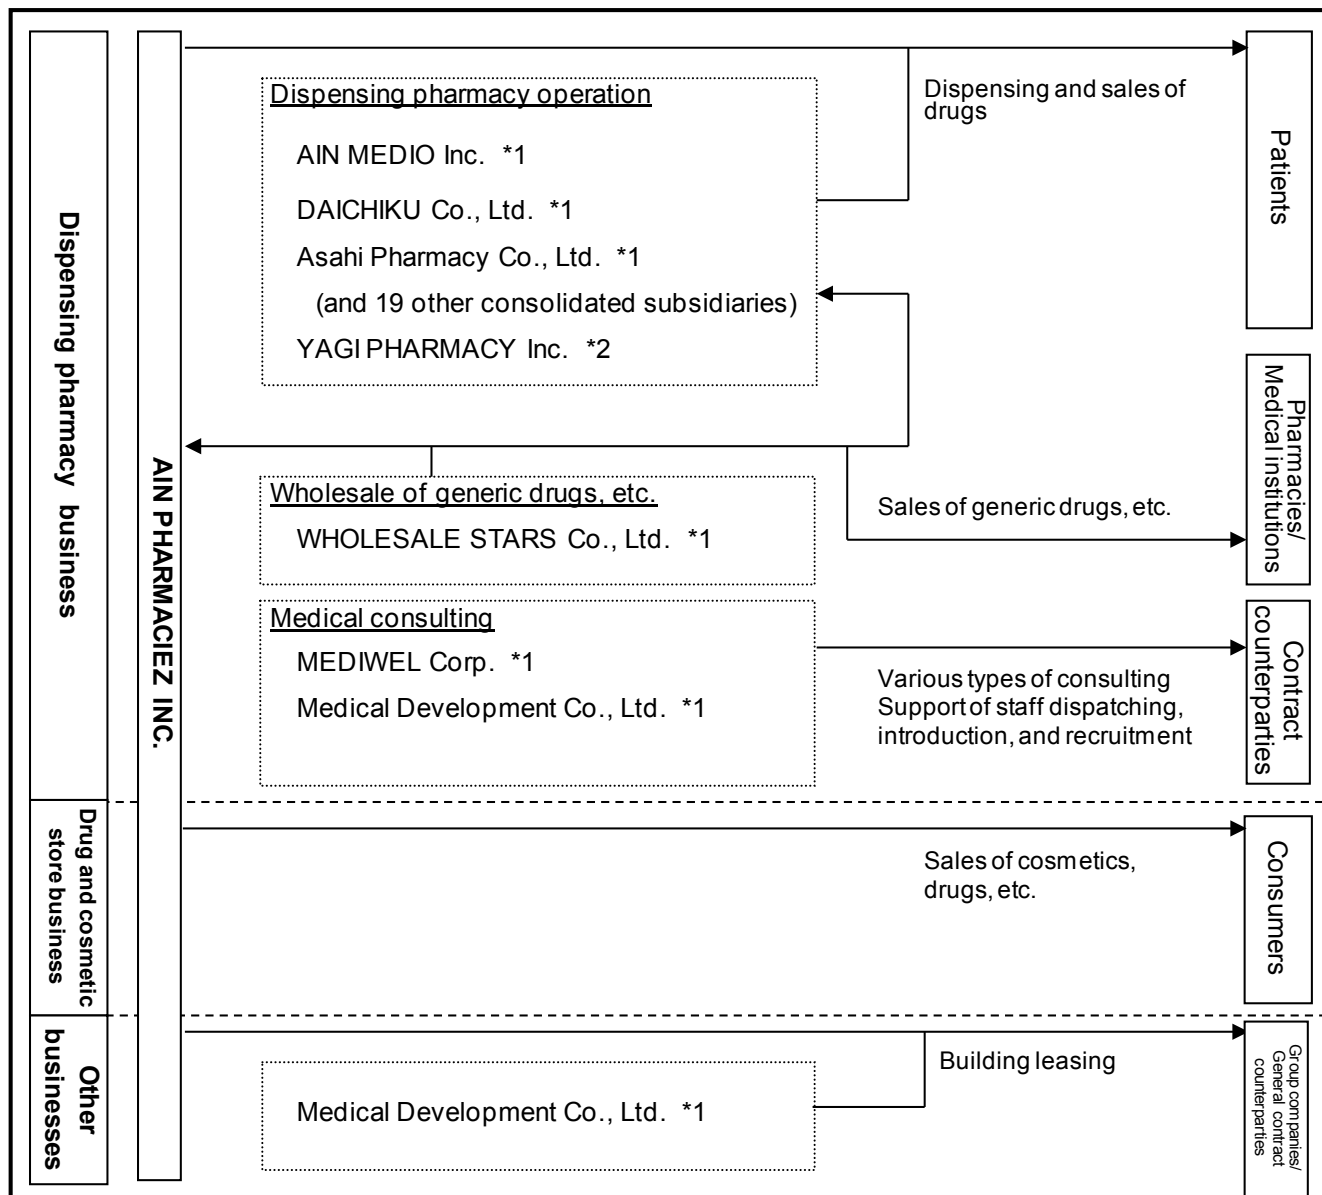 Dispensing pharmacy business
AIN PHARMACIEZ INC.
Dispensing pharmacy operation
AIN MEDIO Inc. *1
DAICHIKU Co., Ltd. *1
Asahi Pharmacy Co., Ltd. *1
(and 19 other consolidated subsidiaries)
YAGI PHARMACY Inc. *2
Dispensing and sales of
drugs
Patients
Wholesale of generic drugs, etc.
WHOLESALE STARS Co., Ltd. *1
Sales of generic drugs, etc.
Pharmacies/
Medical institutions
Medical consulting
MEDIWEL Corp. *1
Medical Development Co., Ltd. *1
Various types of consulting
Support of staff dispatching,
introduction, and recruitment
Contract
counterparties
Drug and cosmetic
store business
Sales of cosmetics,
drugs, etc.
Consumers
Other
businesses
Medical Development Co., Ltd. *1
Building leasing
Group companies/
General contract
counterparties